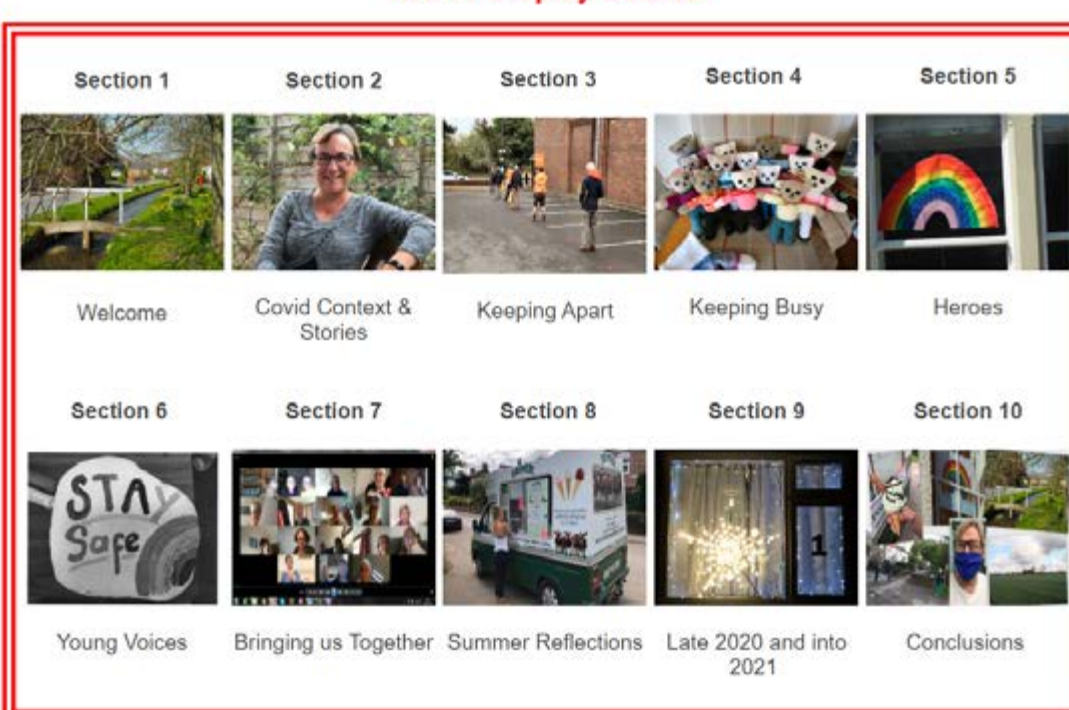 Section 1
Section 2
Section 3
Section 4
Section 5
Welcome
Covid Context &
Stories
Keeping Apart
Keeping Busy
Heroes
Section 6
Section 7
Section 8
Section 9
Section 10
STAY
Safe
1
Young Voices
Bringing us Together
Summer Reflections
Late 2020 and into
2021
Conclusions